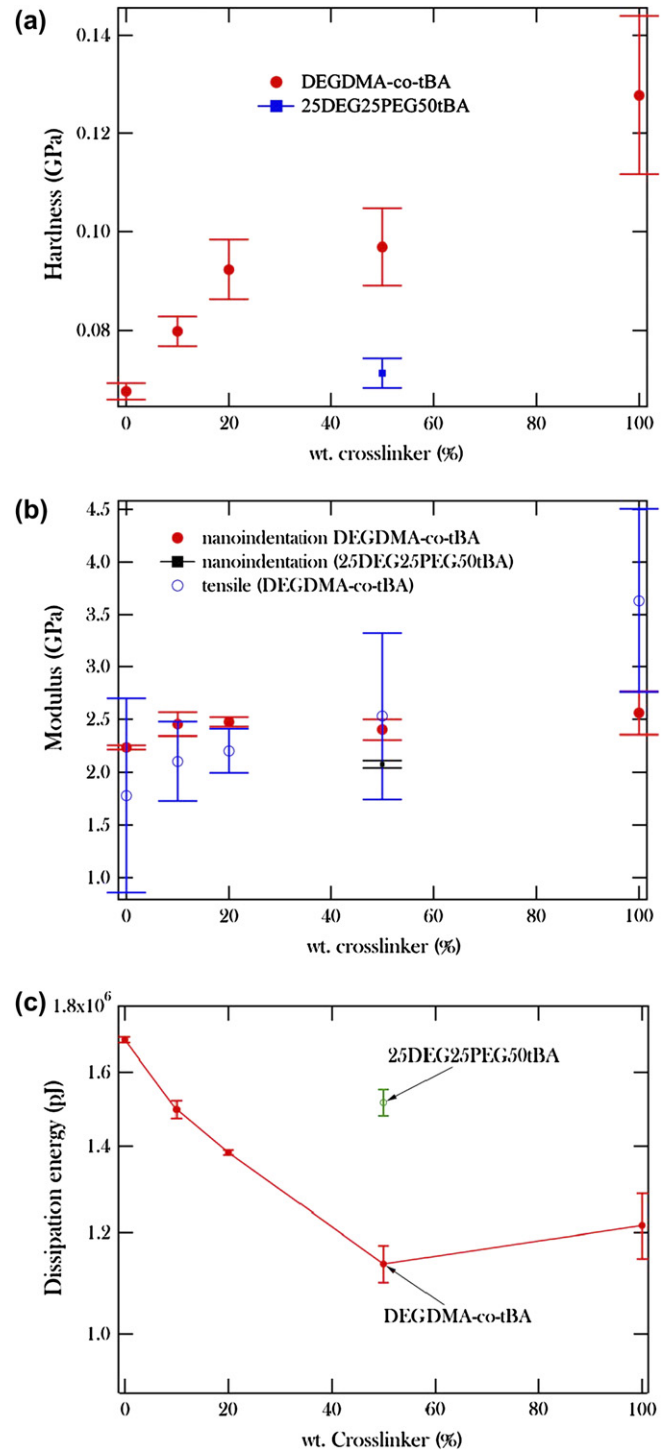 (a)
0.14
0.12
0.10
0.08
Hardness (GPa)
DEGDMA-co-tBA
25DEG25PEG50tBA
0 20 40 60 80 100
wt. crosslinker (%)
(b)
4.5
4.0
3.5
3.0
2.5
2.0
1.5
1.0
Modulus (GPa)
nanoindentation DEGDMA-co-tBA
nanoindentation (25DEG25PEG50tBA)
tensile (DEGDMA-co-tBA)
0 20 40 60 80 100
wt. crosslinker (%)
(c)
1.8x10⁶
1.6
1.4
1.2
1.0
Dissipation energy (pJ)
25DEG25PEG50tBA
DEGDMA-co-tBA
0 20 40 60 80 100
wt. Crosslinker (%)